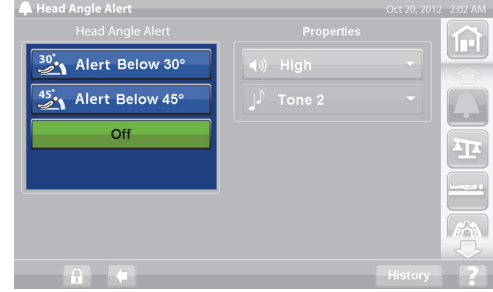 Head Angle Alert
Oct 20, 2012 2:02 AM
Head Angle Alert
Properties
30° Alert Below 30°
High
45° Alert Below 45°
Tone 2
Off
History
?